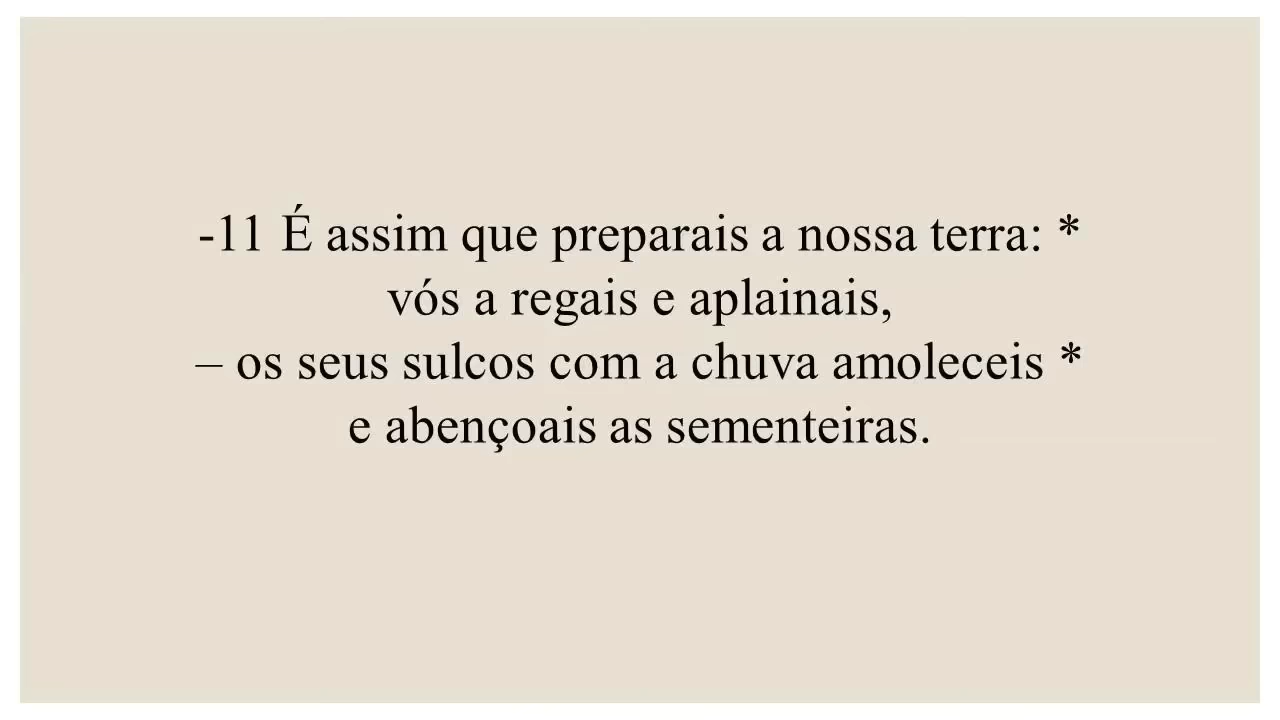 -11 É assim que preparais a nossa terra: *
vós a regais e aplainais,
– os seus sulcos com a chuva amoleceis *
e abençoais as sementeiras.